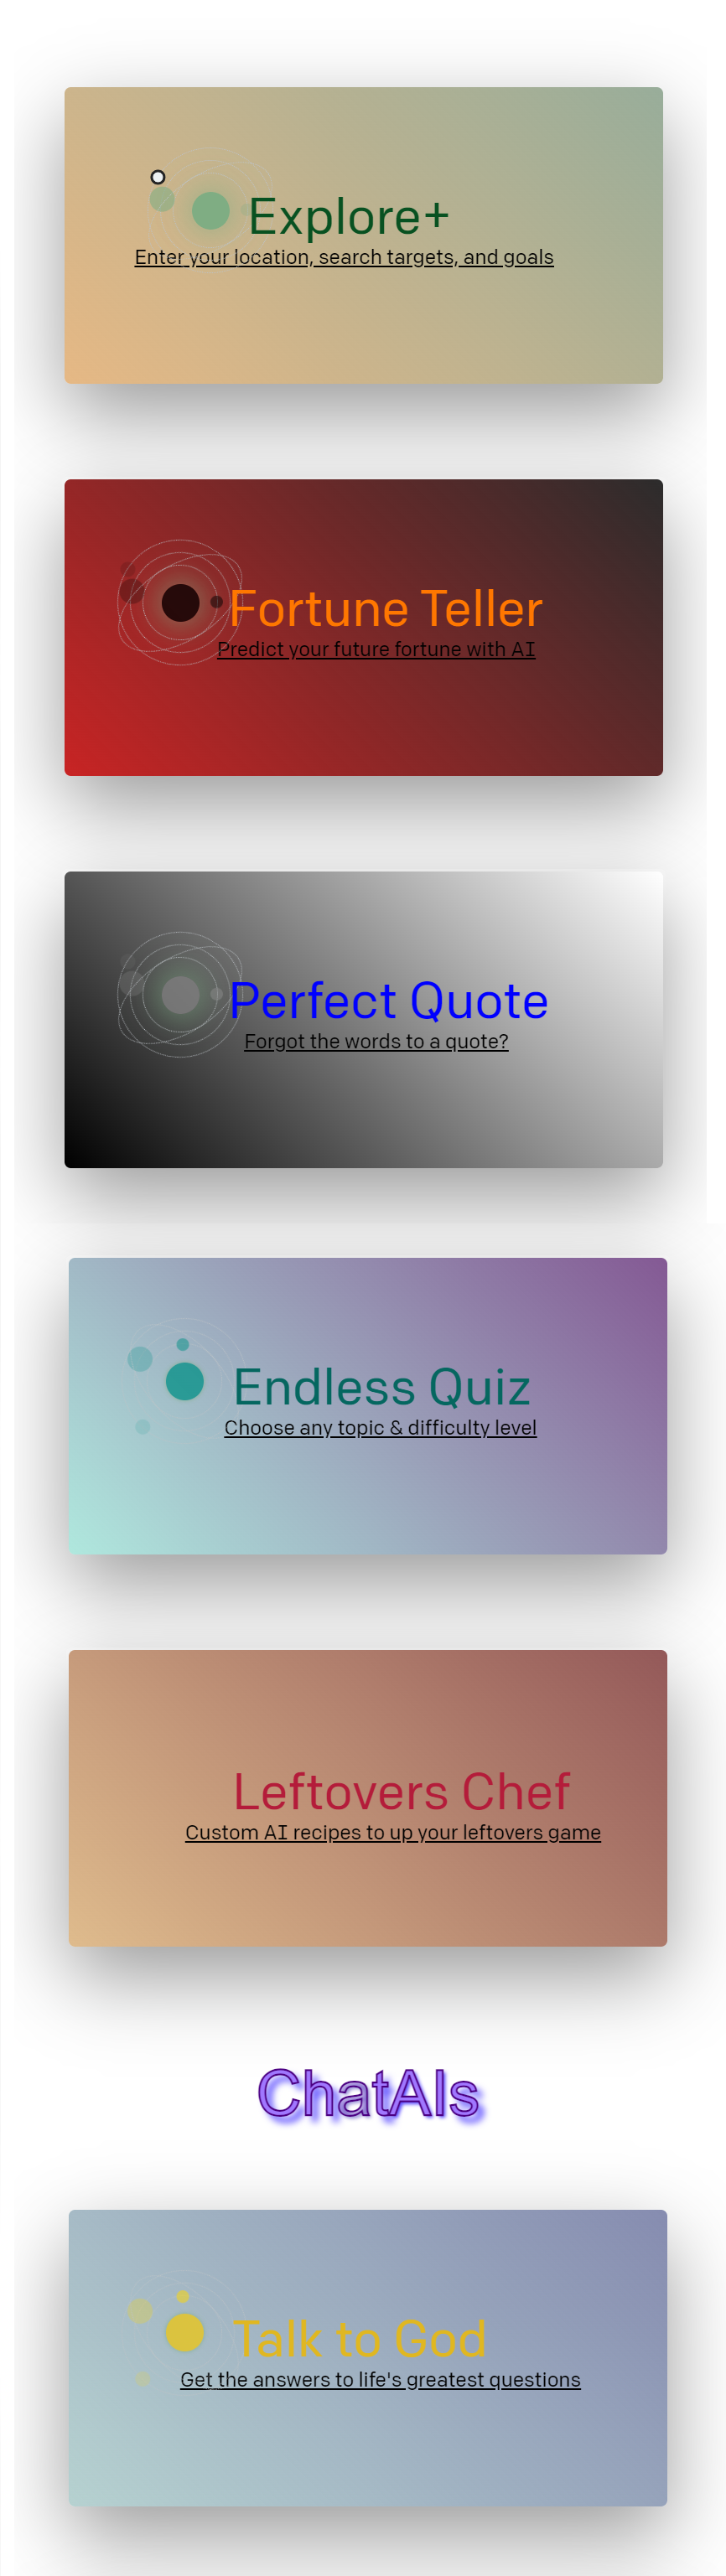 Explore+
Enter your location, search targets, and goals
Fortune Teller
Predict your future fortune with AI
Perfect Quote
Forgot the words to a quote?
Endless Quiz
Choose any topic & difficulty level
Leftovers Chef
Custom AI recipes to up your leftovers game
ChatAIs
Talk to God
Get the answers to life's greatest questions